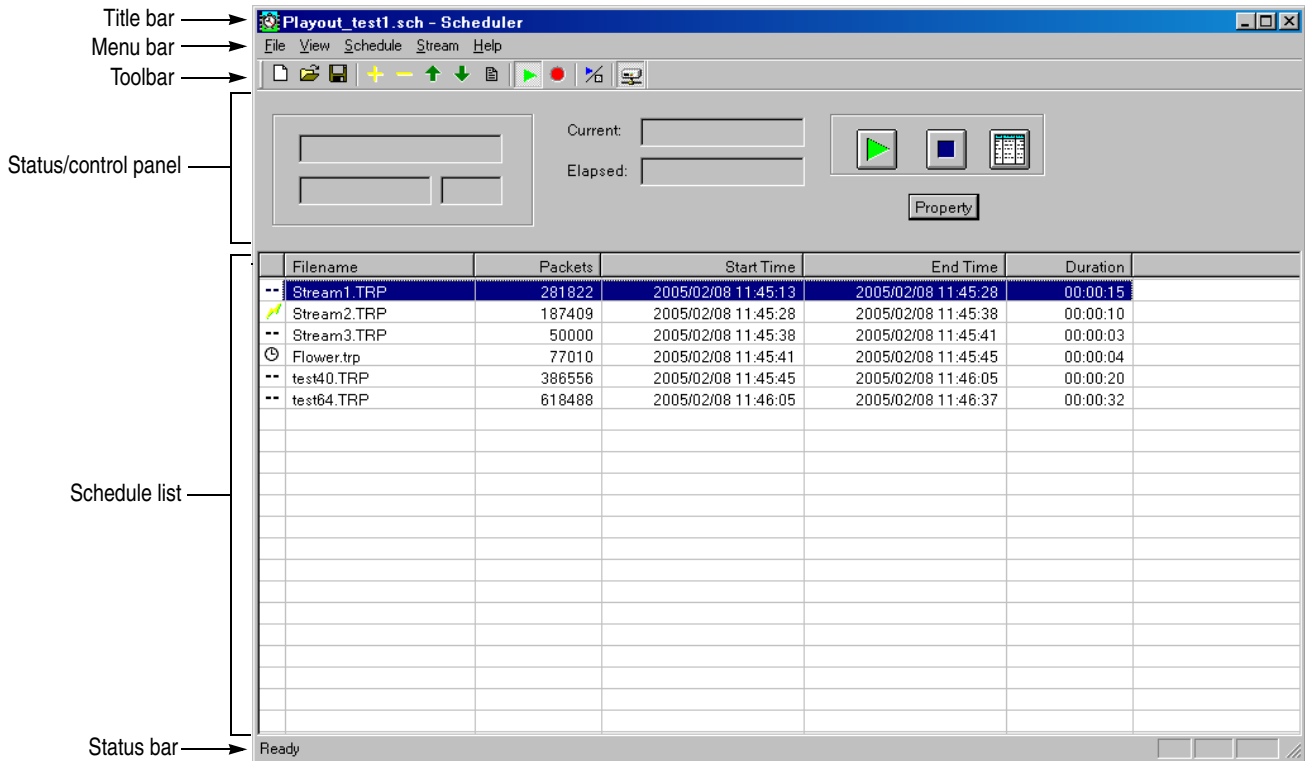 Title bar
Playout_test1.sch - Scheduler
Menu bar
File View Schedule Stream Help
Toolbar
Status/control panel
Current:
Elapsed:
Property
Schedule list
Filename Packets Start Time End Time Duration
-- Stream1.TRP 281822 2005/02/08 11:45:13 2005/02/08 11:45:28 00:00:15
Stream2.TRP 187409 2005/02/08 11:45:28 2005/02/08 11:45:38 00:00:10
-- Stream3.TRP 50000 2005/02/08 11:45:38 2005/02/08 11:45:41 00:00:03
Flower.trp 77010 2005/02/08 11:45:41 2005/02/08 11:45:45 00:00:04
-- test40.TRP 386556 2005/02/08 11:45:45 2005/02/08 11:46:05 00:00:20
-- test64.TRP 618488 2005/02/08 11:46:05 2005/02/08 11:46:37 00:00:32
Status bar
Ready